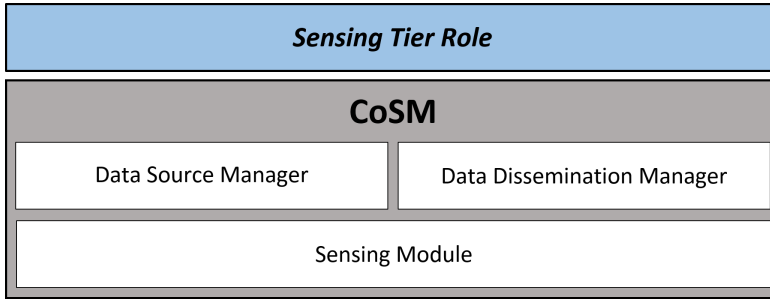 Sensing Tier Role
CoSM
Data Source Manager
Data Dissemination Manager
Sensing Module